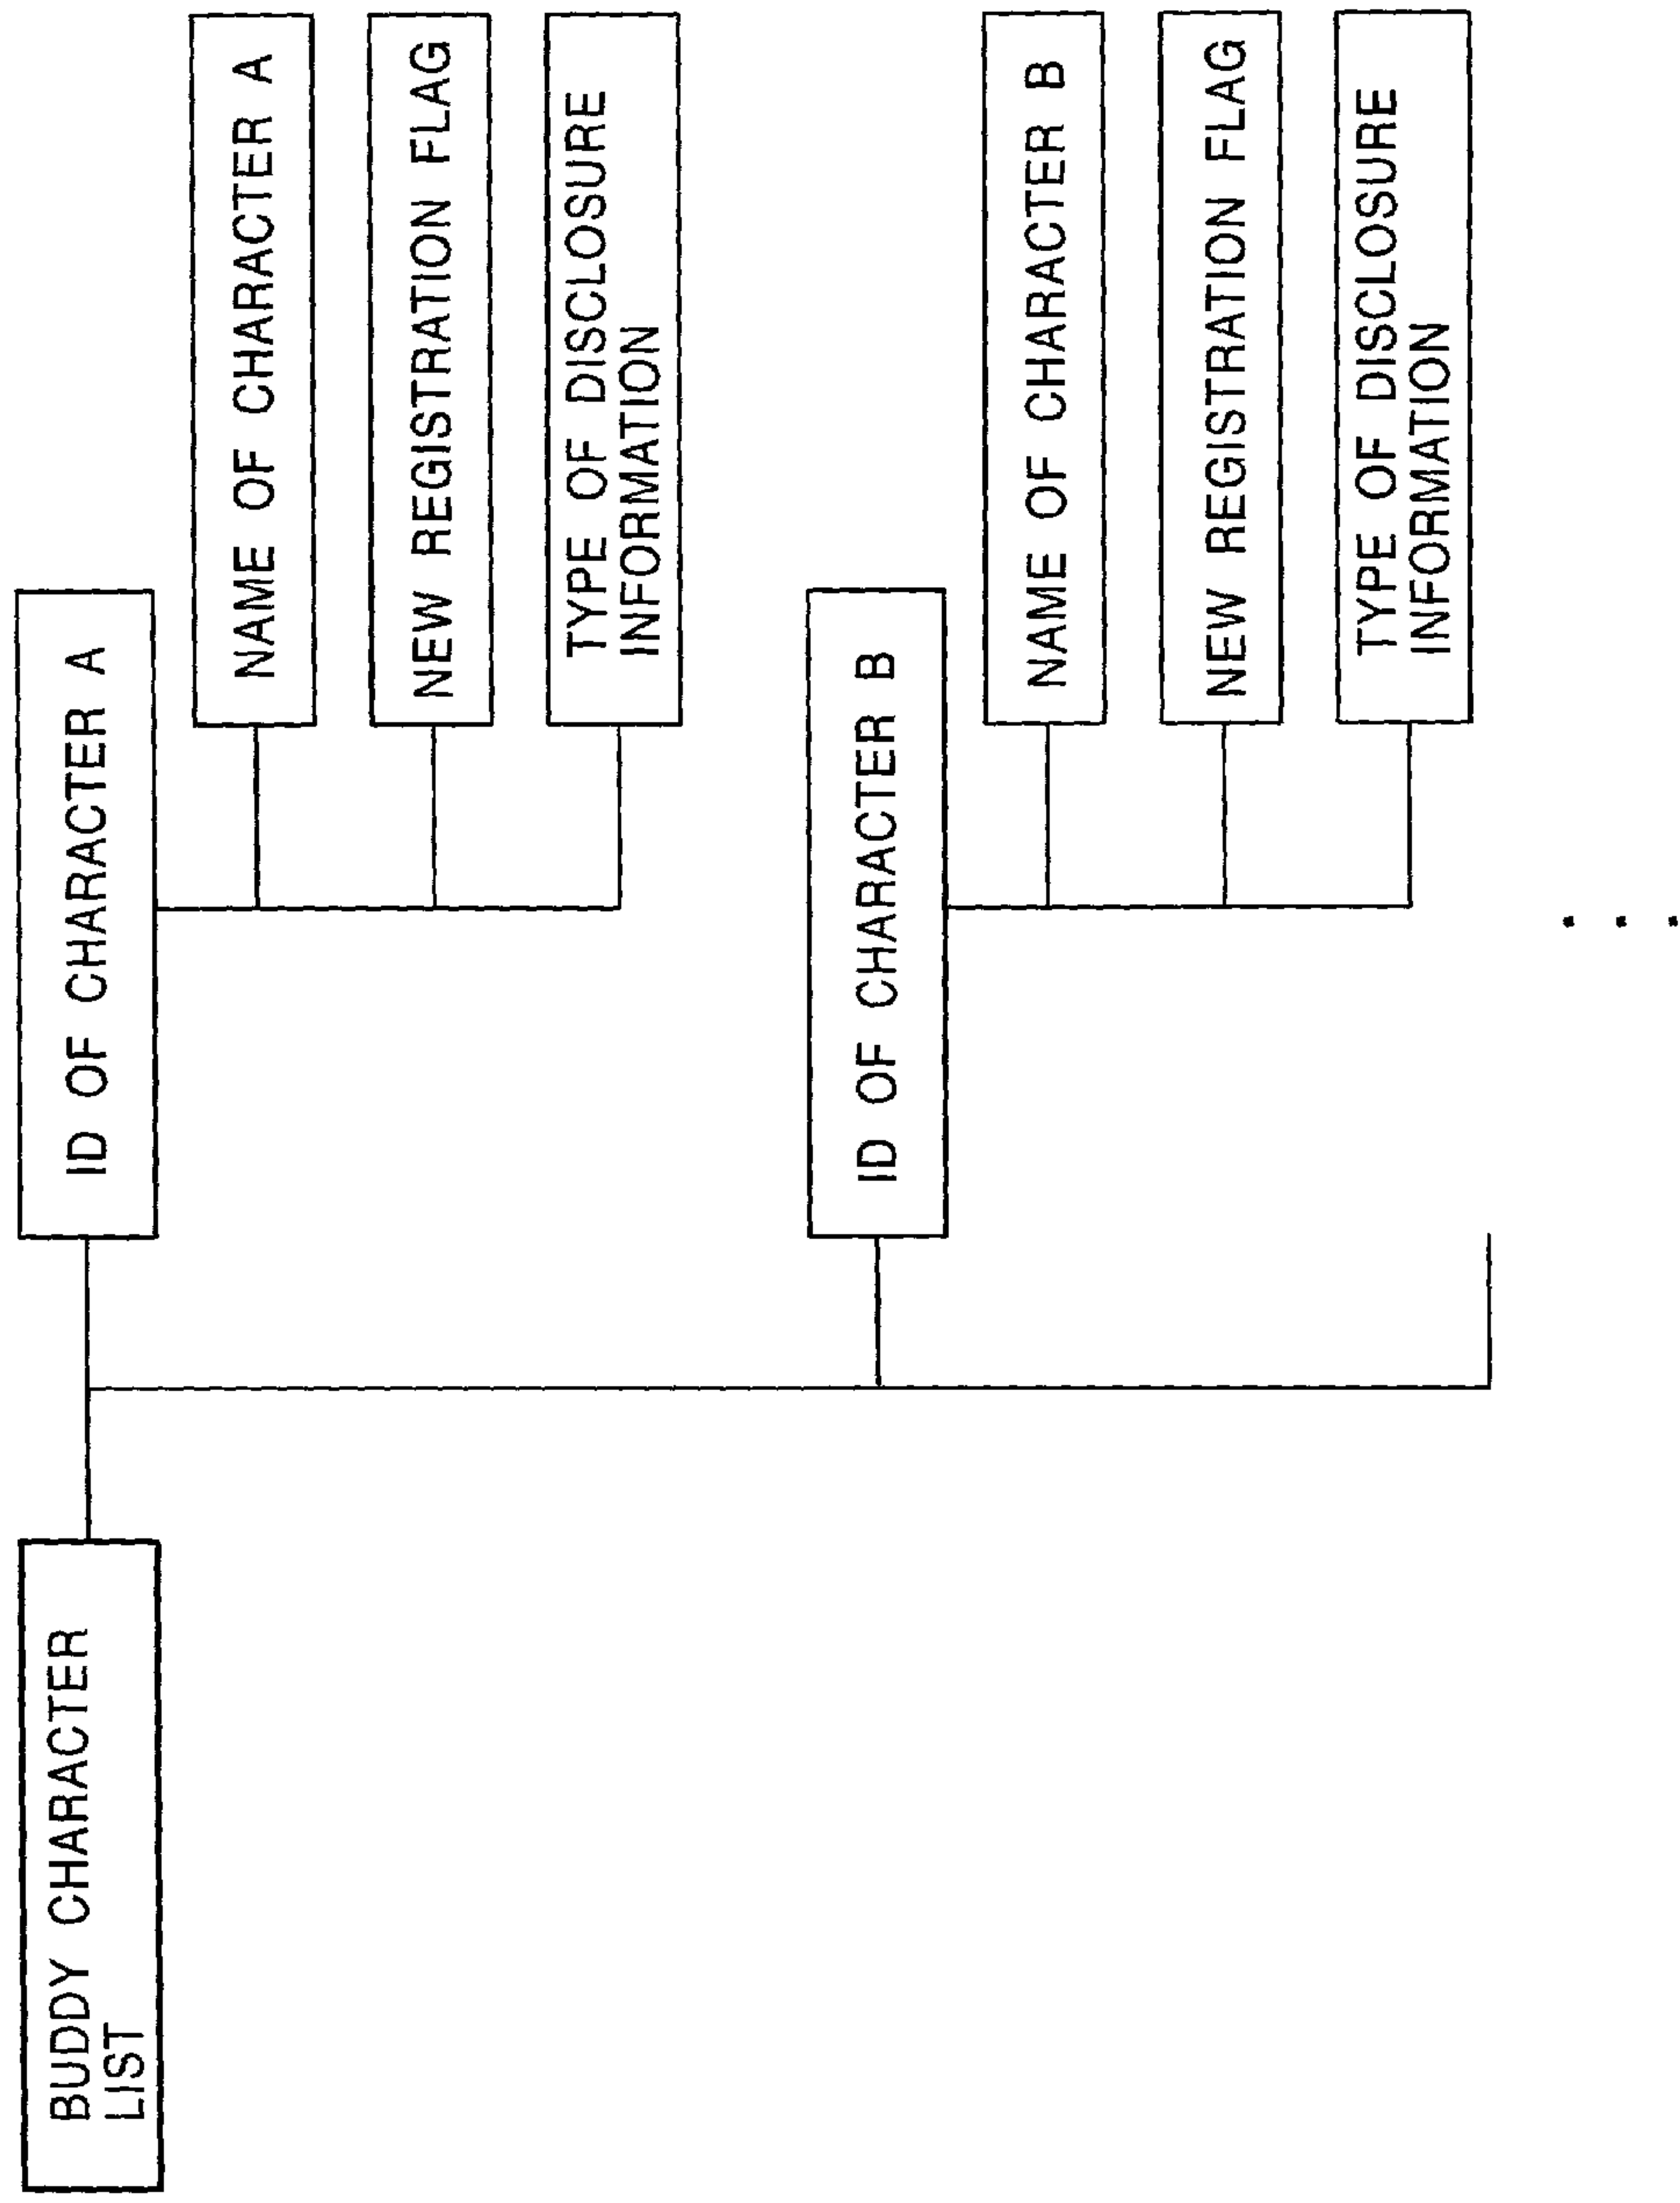 BUDDY CHARACTER
LIST
ID OF CHARACTER A
NAME OF CHARACTER A
NEW REGISTRATION FLAG
TYPE OF DISCLOSURE
INFORMATION
ID OF CHARACTER B
NAME OF CHARACTER B
NEW REGISTRATION FLAG
TYPE OF DISCLOSURE
INFORMATION
. . .